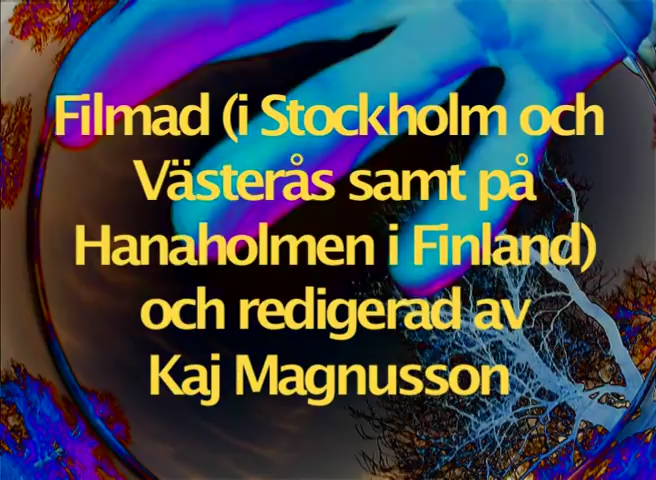 Filmad (i Stockholm och
Västerås samt på
Hanaholmen i Finland)
och redigerad av
Kaj Magnusson